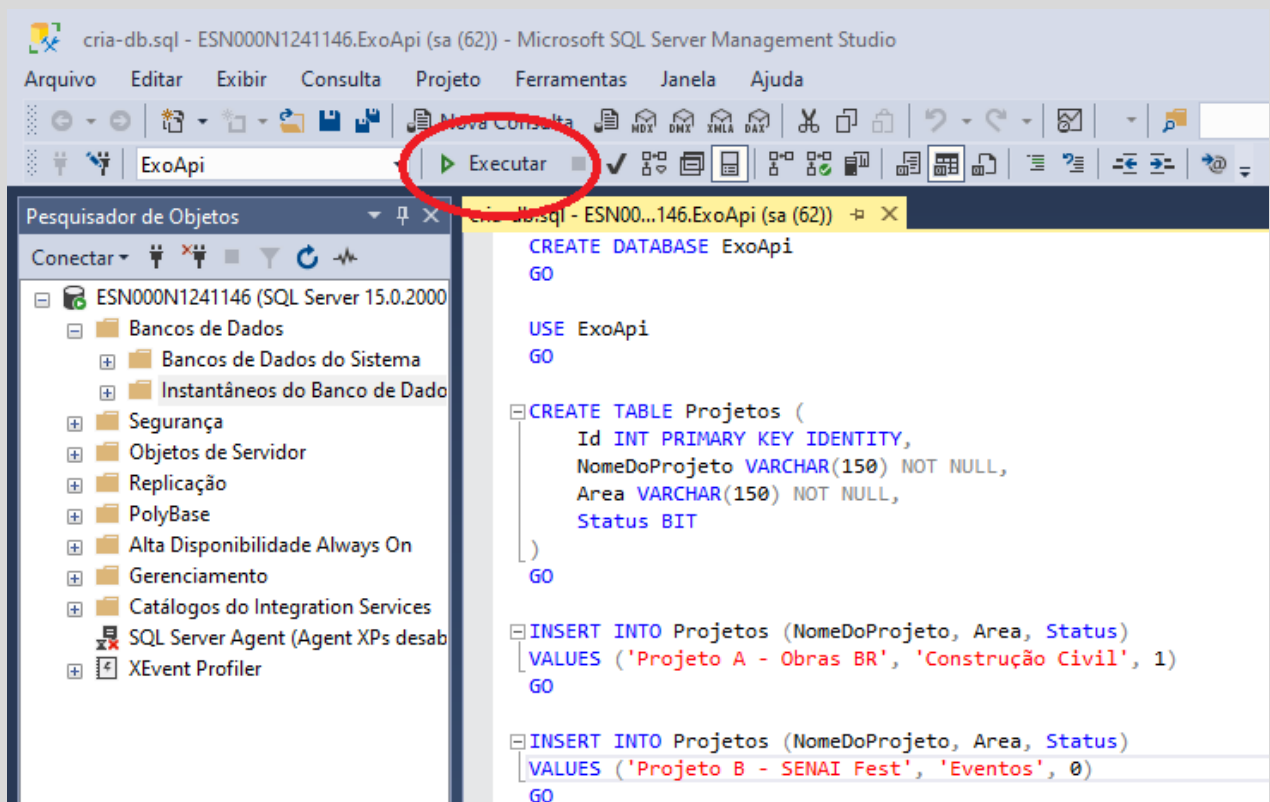 cria-db.sql - ESN000N1241146.ExoApi (sa (62)) - Microsoft SQL Server Management Studio
Arquivo Editar Exibir Consulta Projeto Ferramentas Janela Ajuda
Nova Consulta MDX DMX XMLA DAX
ExoApi Executar
Pesquisador de Objetos
Conectar
ESN000N1241146 (SQL Server 15.0.2000
Bancos de Dados
Bancos de Dados do Sistema
Instantâneos do Banco de Dado
Segurança
Objetos de Servidor
Replicação
PolyBase
Alta Disponibilidade Always On
Gerenciamento
Catálogos do Integration Services
SQL Server Agent (Agent XPs desab
XEvent Profiler
cria-db.sql - ESN00...146.ExoApi (sa (62))
CREATE DATABASE ExoApi
GO
USE ExoApi
GO
CREATE TABLE Projetos (
Id INT PRIMARY KEY IDENTITY,
NomeDoProjeto VARCHAR(150) NOT NULL,
Area VARCHAR(150) NOT NULL,
Status BIT
)
GO
INSERT INTO Projetos (NomeDoProjeto, Area, Status)
VALUES ('Projeto A - Obras BR', 'Construção Civil', 1)
GO
INSERT INTO Projetos (NomeDoProjeto, Area, Status)
VALUES ('Projeto B - SENAI Fest', 'Eventos', 0)
GO